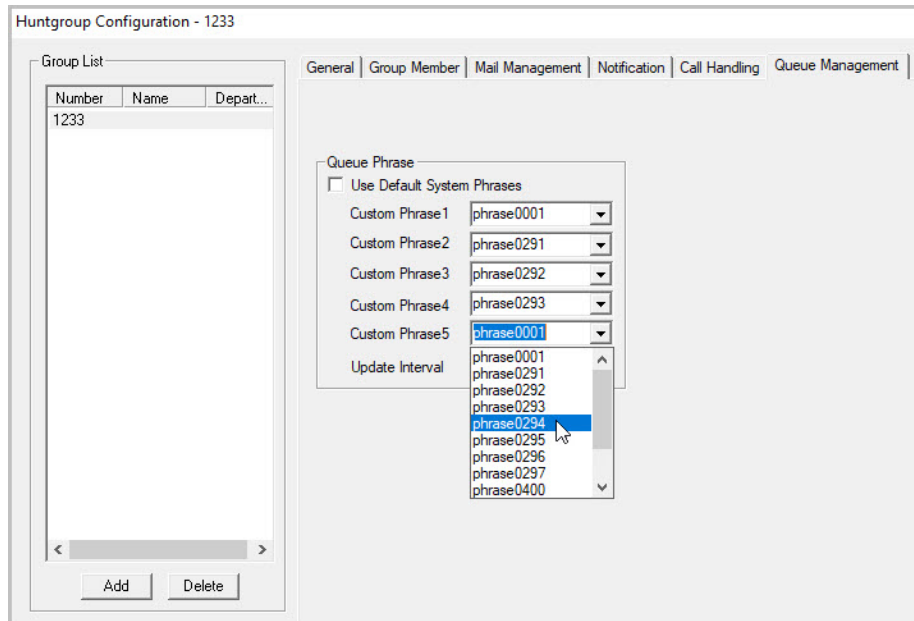 Huntgroup Configuration - 1233
Group List
Number Name Depart...
1233
Add Delete
General Group Member Mail Management Notification Call Handling Queue Management
Queue Phrase
Use Default System Phrases
Custom Phrase1 phrase0001
Custom Phrase2 phrase0291
Custom Phrase3 phrase0292
Custom Phrase4 phrase0293
Custom Phrase5 phrase0001
Update Interval
phrase0001
phrase0291
phrase0292
phrase0293
phrase0294
phrase0295
phrase0296
phrase0297
phrase0400